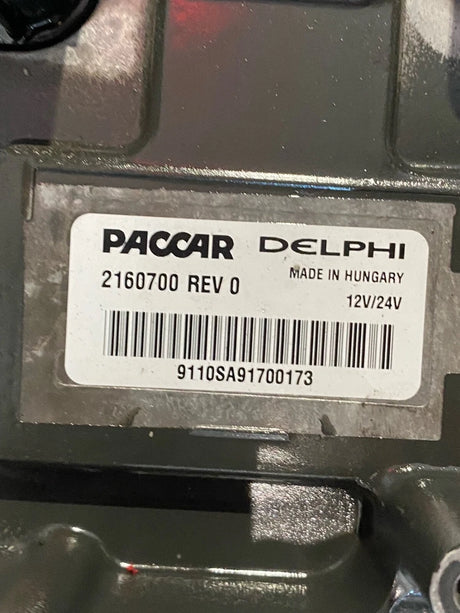 PACCAR DELPHI
2160700 REV 0 MADE IN HUNGARY
12V/24V
9110SA91700173